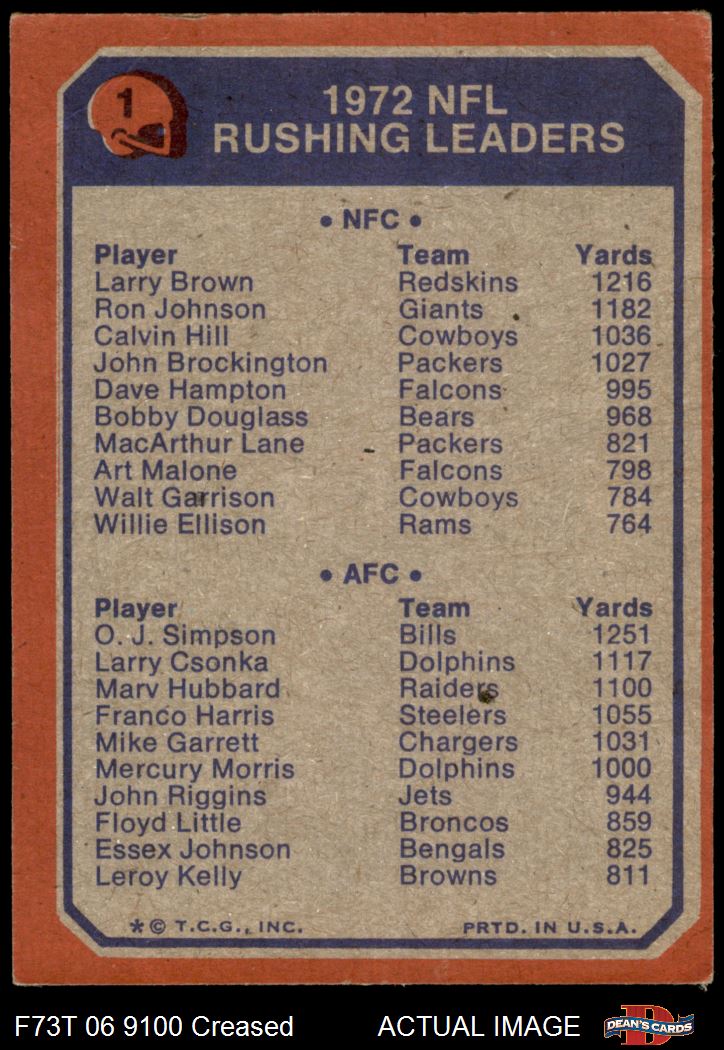 1
1972 NFL
RUSHING LEADERS
• NFC •
Player Team Yards
Larry Brown Redskins 1216
Ron Johnson Giants 1182
Calvin Hill Cowboys 1036
John Brockington Packers 1027
Dave Hampton Falcons 995
Bobby Douglass Bears 968
MacArthur Lane Packers 821
Art Malone Falcons 798
Walt Garrison Cowboys 784
Willie Ellison Rams 764
• AFC •
Player Team Yards
O. J. Simpson Bills 1251
Larry Csonka Dolphins 1117
Marv Hubbard Raiders 1100
Franco Harris Steelers 1055
Mike Garrett Chargers 1031
Mercury Morris Dolphins 1000
John Riggins Jets 944
Floyd Little Broncos 859
Essex Johnson Bengals 825
Leroy Kelly Browns 811
* © T.C.G., INC. PRTD. IN U.S.A.
F73T 06 9100 Creased ACTUAL IMAGE D DEAN'S CARDS